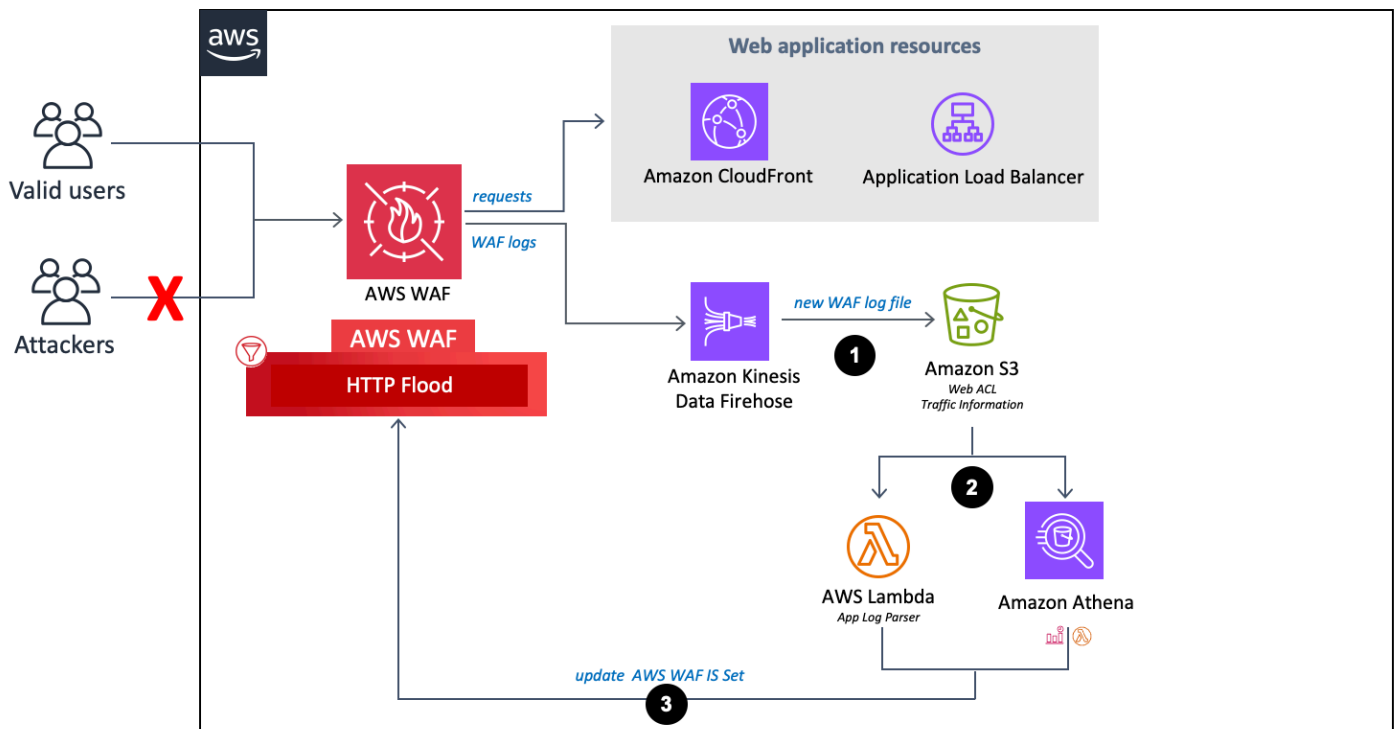 aws
Web application resources
Valid users
Amazon CloudFront
Application Load Balancer
requests
WAF logs
AWS WAF
Attackers
X
AWS WAF
HTTP Flood
new WAF log file
1
Amazon Kinesis
Data Firehose
Amazon S3
Web ACL
Traffic Information
2
AWS Lambda
App Log Parser
Amazon Athena
update AWS WAF IS Set
3